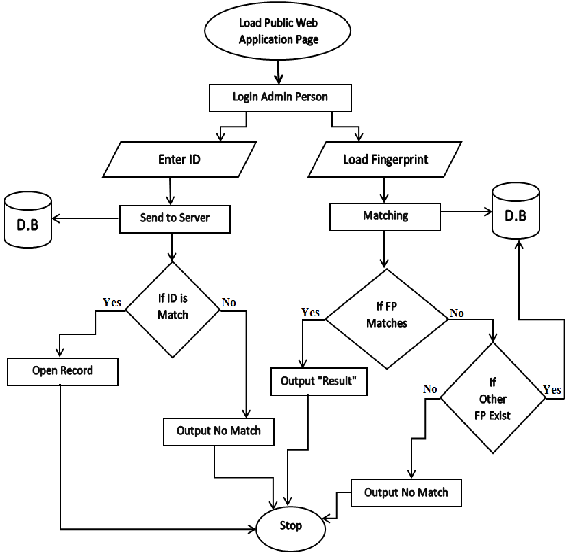 Load Public Web
Application Page
Login Admin Person
Enter ID
Load Fingerprint
D.B
Send to Server
Matching
D.B
If ID is
Match
Yes
No
If FP
Matches
Yes
No
Open Record
Output "Result"
If
Other
FP Exist
No
Yes
Output No Match
Output No Match
Stop